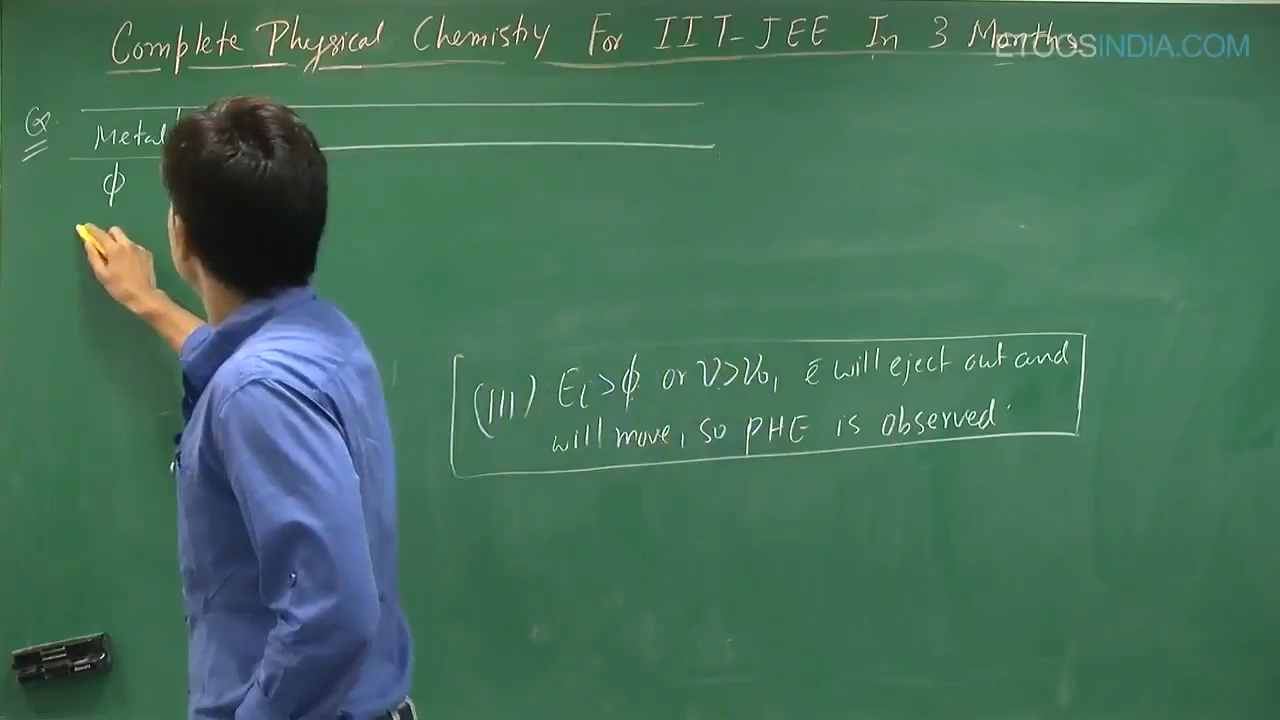 Complete Physical Chemistry For IIT-JEE In 3 Months
ETOOSINDIA.COM
Q.
Metal
ϕ
(III) Ei > ϕ or ν > ν₀, ē will eject out and
will move, so PHE is observed.